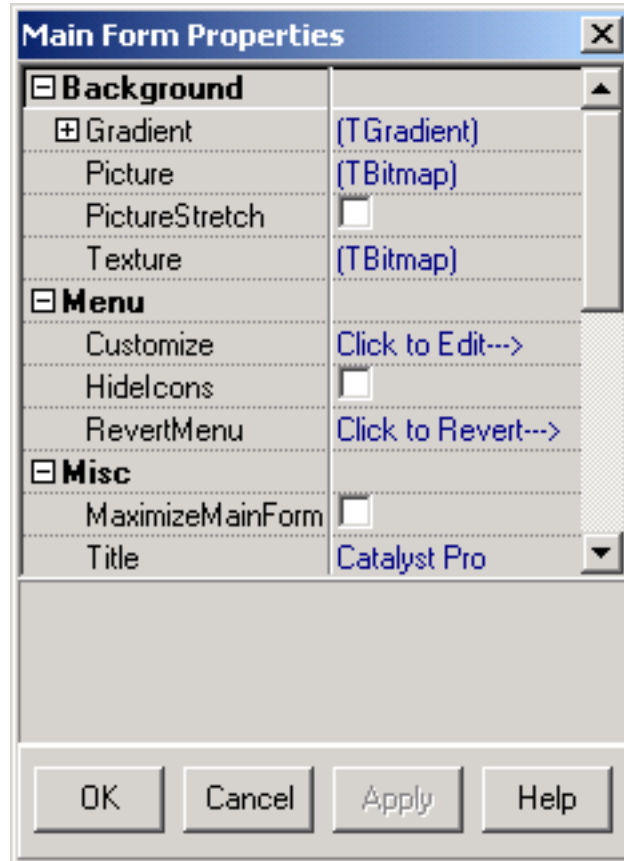 Main Form Properties
Background
Gradient (TGradient)
Picture (TBitmap)
PictureStretch
Texture (TBitmap)
Menu
Customize Click to Edit--->
HideIcons
RevertMenu Click to Revert--->
Misc
MaximizeMainForm
Title Catalyst Pro
OK Cancel Apply Help